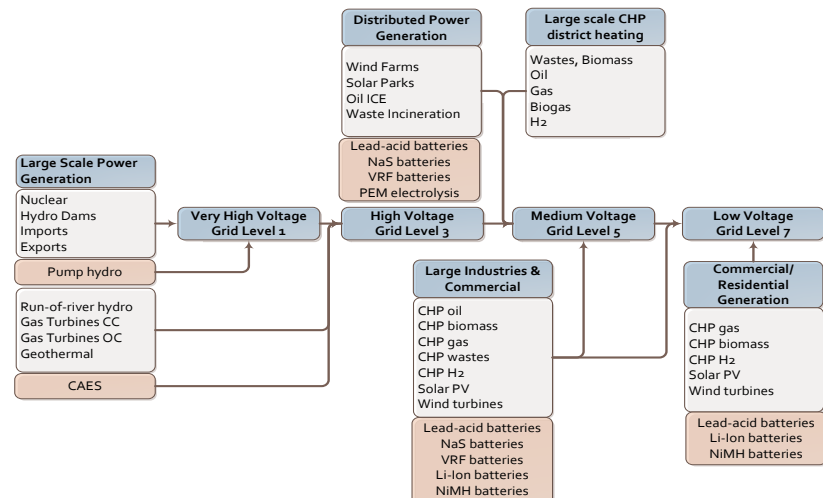 Distributed Power
Generation
Wind Farms
Solar Parks
Oil ICE
Waste Incineration
Lead-acid batteries
NaS batteries
VRF batteries
PEM electrolysis
Large scale CHP
district heating
Wastes, Biomass
Oil
Gas
Biogas
H2
Large Scale Power
Generation
Nuclear
Hydro Dams
Imports
Exports
Pump hydro
Run-of-river hydro
Gas Turbines CC
Gas Turbines OC
Geothermal
CAES
Very High Voltage
Grid Level 1
High Voltage
Grid Level 3
Medium Voltage
Grid Level 5
Low Voltage
Grid Level 7
Large Industries &
Commercial
CHP oil
CHP biomass
CHP gas
CHP wastes
CHP H2
Solar PV
Wind turbines
Lead-acid batteries
NaS batteries
VRF batteries
Li-Ion batteries
NiMH batteries
Commercial/
Residential
Generation
CHP gas
CHP biomass
CHP H2
Solar PV
Wind turbines
Lead-acid batteries
Li-Ion batteries
NiMH batteries